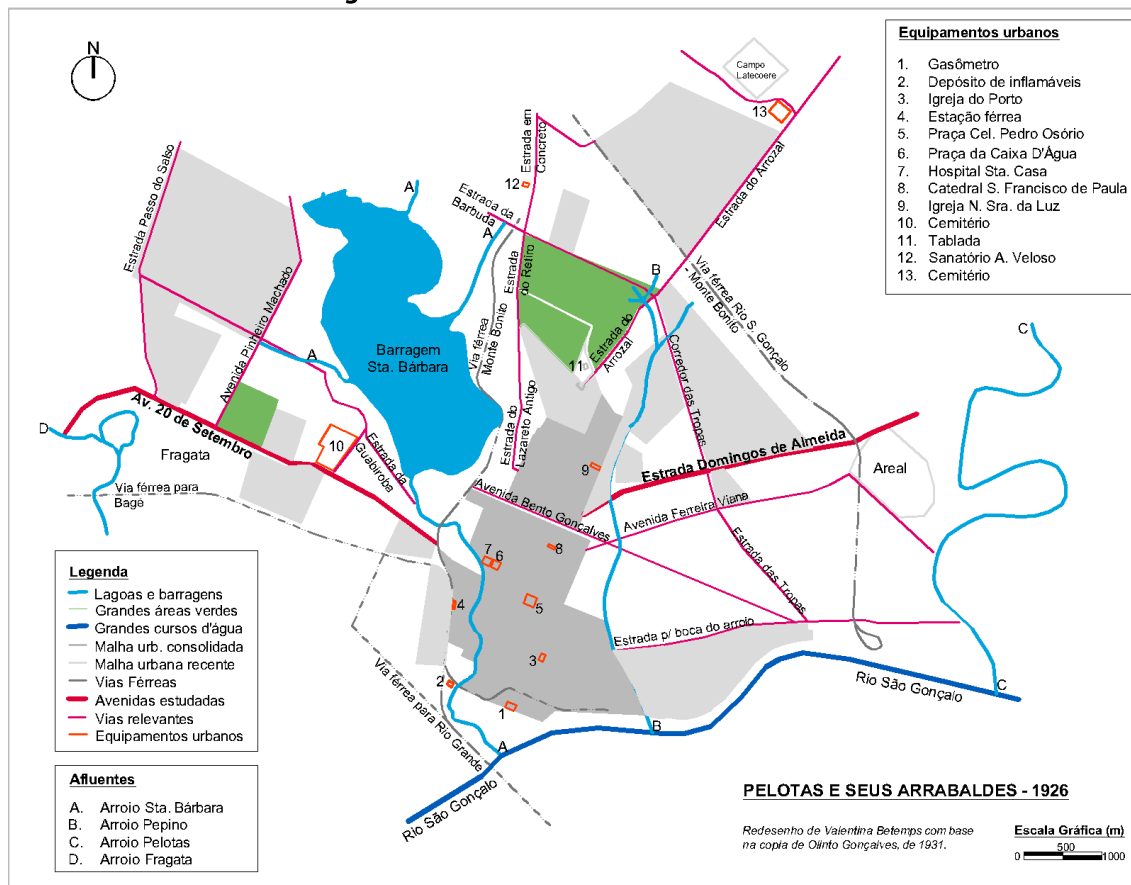 N
Campo
Latecoere
13
Estrada em
Concreto
Estrada do Arrozal
12
Estrada da
Barbuda
A
A
Estrada Passo do Salso
Estrada
do Retiro
B
Via férrea Rio S. Gonçalo
- Monte Bonito
Avenida Pinheiro Machado
A
Barragem
Sta. Bárbara
Via férrea
Monte Bonito
11
Estrada do
Arrozal
Corredor das Tropas
C
Estrada do
Lazareto Antigo
Av. 20 de Setembro
D
Fragata
10
Estrada da
Guabiroba
9
Estrada Domingos de Almeida
Areal
Via férrea para
Bagé
Avenida Bento Gonçalves
Avenida Ferreira Viana
7
6
8
Estrada das Tropas
4
5
Estrada p/ boca do arroio
3
2
1
Via férrea para Rio Grande
A
B
C
Rio São Gonçalo
Rio São Gonçalo
Equipamentos urbanos
1. Gasômetro
2. Depósito de inflamáveis
3. Igreja do Porto
4. Estação férrea
5. Praça Cel. Pedro Osório
6. Praça da Caixa D'Água
7. Hospital Sta. Casa
8. Catedral S. Francisco de Paula
9. Igreja N. Sra. da Luz
10. Cemitério
11. Tablada
12. Sanatório A. Veloso
13. Cemitério
Legenda
Lagoas e barragens
Grandes áreas verdes
Grandes cursos d'água
Malha urb. consolidada
Malha urbana recente
Vias Férreas
Avenidas estudadas
Vias relevantes
Equipamentos urbanos
Afluentes
A. Arroio Sta. Bárbara
B. Arroio Pepino
C. Arroio Pelotas
D. Arroio Fragata
PELOTAS E SEUS ARRABALDES - 1926
Redesenho de Valentina Betemps com base
na copia de Olinto Gonçalves, de 1931.
Escala Gráfica (m)
0 500 1000